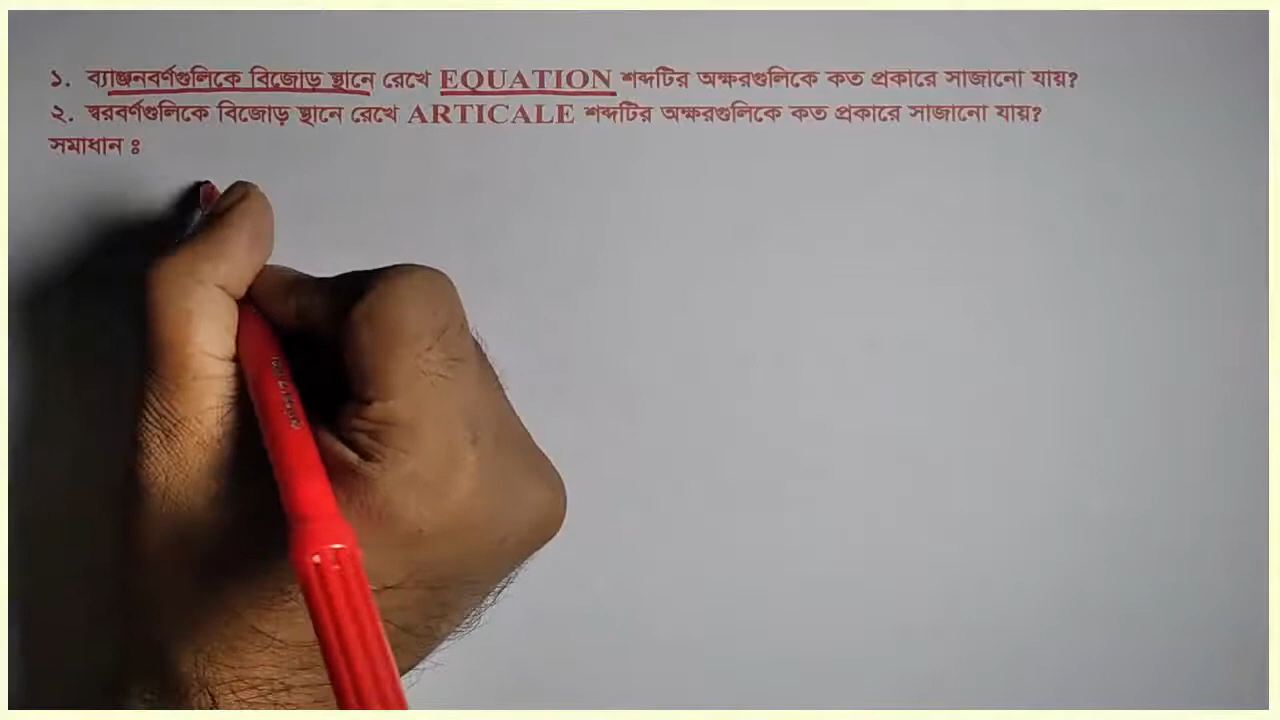 ১. ব্যাঞ্জনবর্ণগুলিকে বিজোড় স্থানে রেখে EQUATION শব্দটির অক্ষরগুলিকে কত প্রকারে সাজানো যায়?
২. স্বরবর্ণগুলিকে বিজোড় স্থানে রেখে ARTICALE শব্দটির অক্ষরগুলিকে কত প্রকারে সাজানো যায়?
সমাধান ঃ